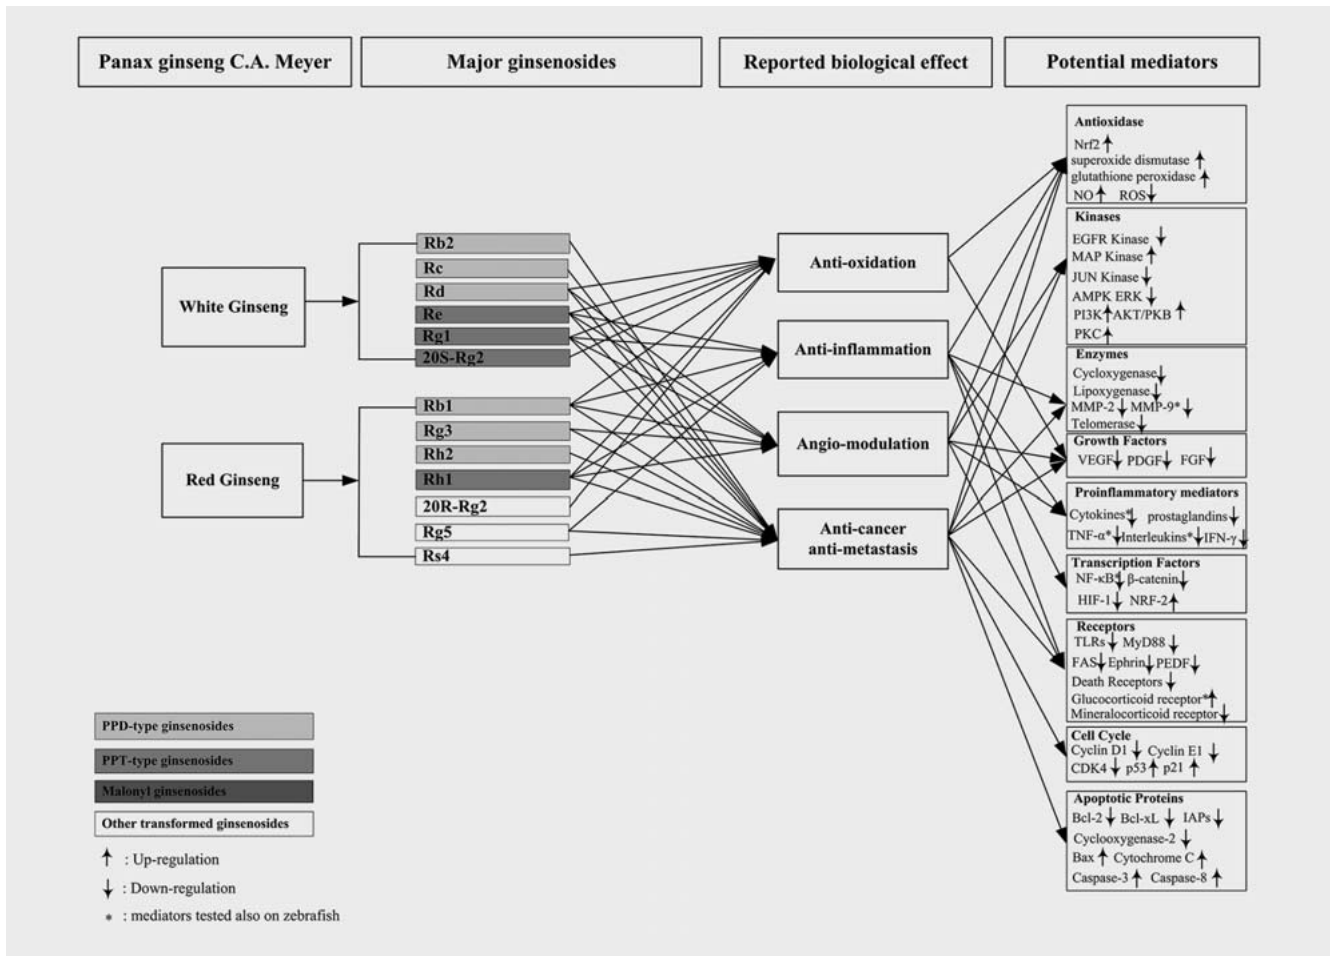 Panax ginseng C.A. Meyer
Major ginsenosides
Reported biological effect
Potential mediators
White Ginseng
Red Ginseng
Rb2
Rc
Rd
Re
Rg1
20S-Rg2
Rb1
Rg3
Rh2
Rh1
20R-Rg2
Rg5
Rs4
Anti-oxidation
Anti-inflammation
Angio-modulation
Anti-cancer
anti-metastasis
Antioxidase
Nrf2↑
superoxide dismutase ↑
glutathione peroxidase ↑
NO↑ ROS↓
Kinases
EGFR Kinase ↓
MAP Kinase ↑
JUN Kinase↓
AMPK ERK ↓
PI3K↑AKT/PKB ↑
PKC↑
Enzymes
Cycloxygenase↓
Lipoxygenase↓
MMP-2↓ MMP-9*↓
Telomerase↓
Growth Factors
VEGF↓ PDGF↓ FGF↓
Proinflammatory mediators
Cytokines*↓ prostaglandins↓
TNF-α*↓Interleukins*↓IFN-γ↓
Transcription Factors
NF-κB*↓ β-catenin↓
HIF-1↓ NRF-2↑
Receptors
TLRs↓ MyD88↓
FAS↓Ephrin↓PEDF↓
Death Receptors ↓
Glucocorticoid receptor*↑
Mineralocorticoid receptor↓
Cell Cycle
Cyclin D1↓ Cyclin E1 ↓
CDK4↓ p53↑ p21↑
Apoptotic Proteins
Bcl-2↓ Bcl-xL↓ IAPs↓
Cyclooxygenase-2 ↓
Bax↑ Cytochrome C↑
Caspase-3↑ Caspase-8↑
PPD-type ginsenosides
PPT-type ginsenosides
Malonyl ginsenosides
Other transformed ginsenosides
↑ : Up-regulation
↓ : Down-regulation
* : mediators tested also on zebrafish